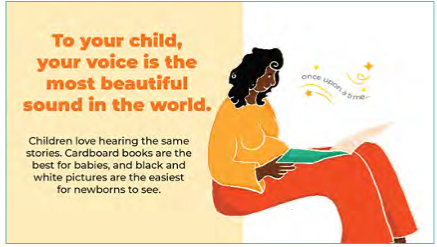 To your child,
your voice is the
most beautiful
sound in the world.
Children love hearing the same
stories. Cardboard books are the
best for babies, and black and
white pictures are the easiest
for newborns to see.
once upon a time...